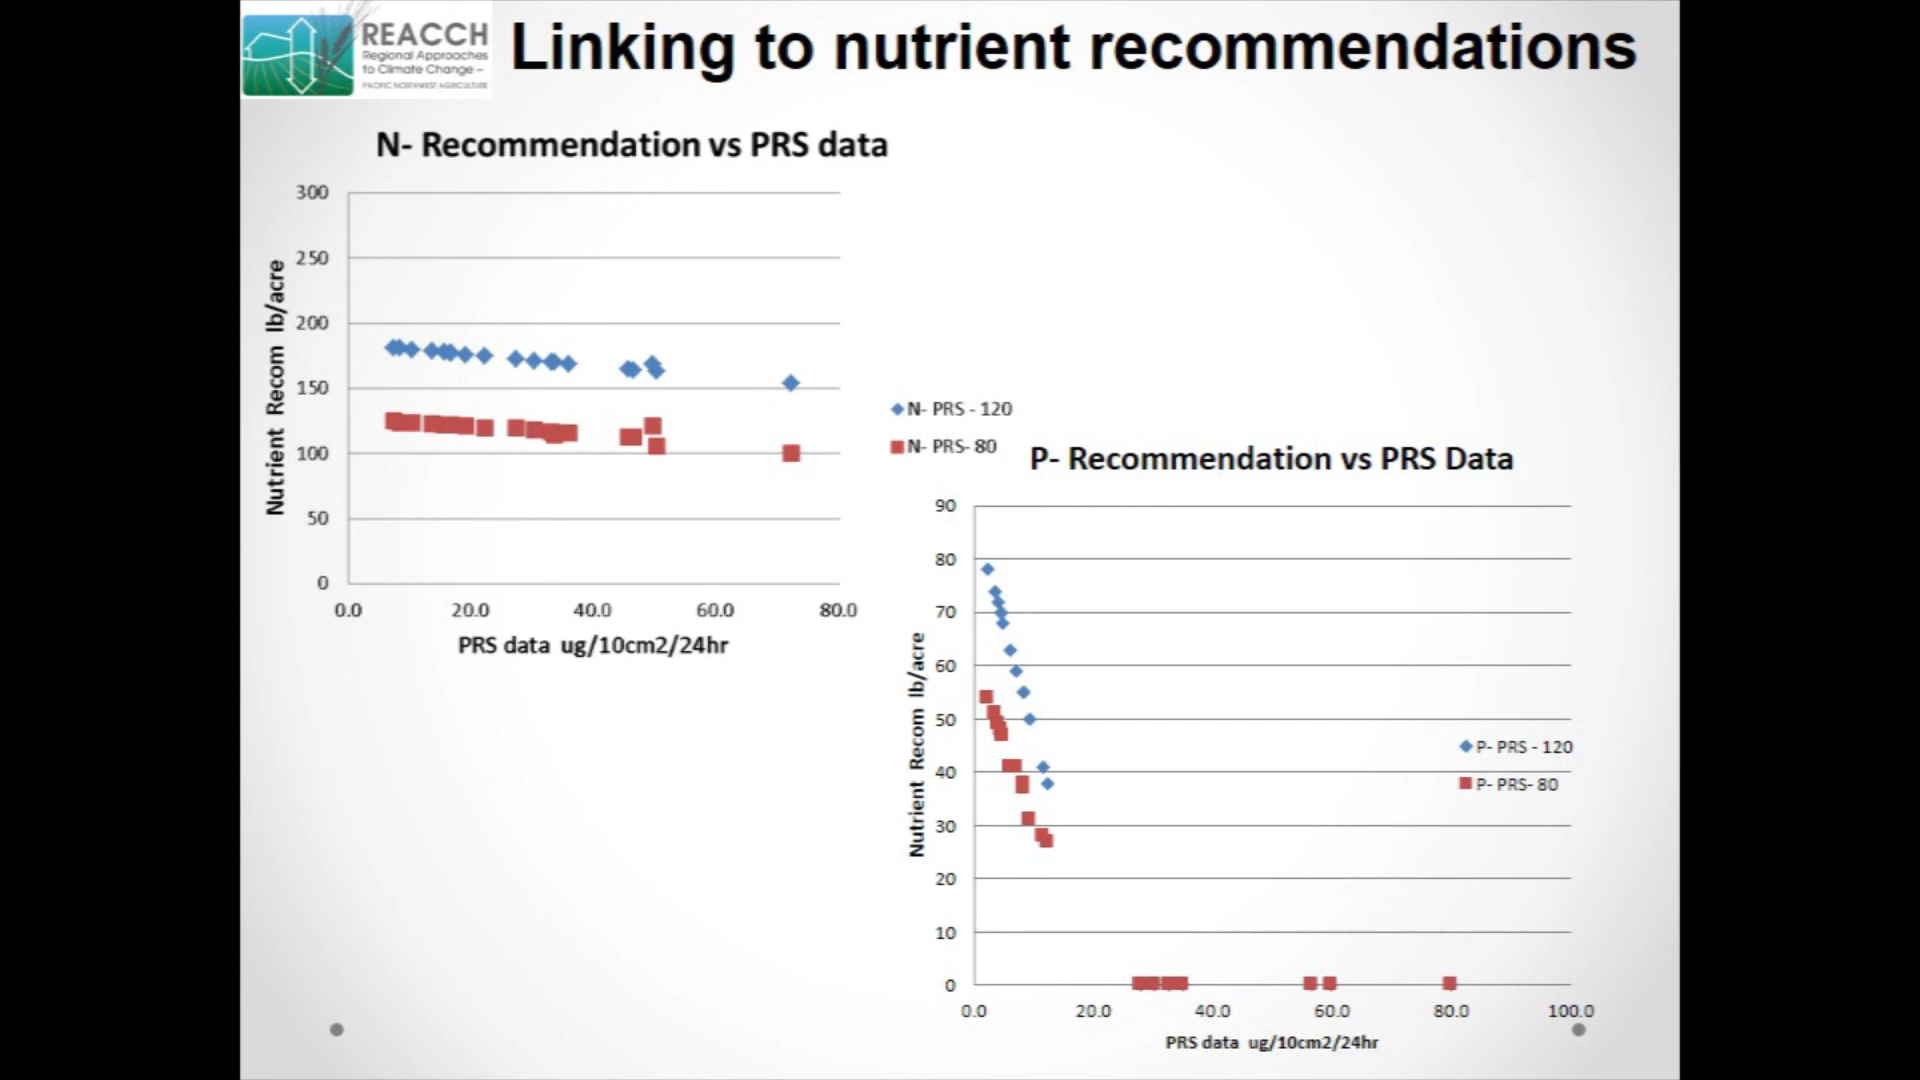 REACCH
Regional Approaches
to Climate Change –
PACIFIC NORTHWEST AGRICULTURE
Linking to nutrient recommendations
N- Recommendation vs PRS data
300
250
200
150
100
50
0
Nutrient Recom lb/acre
0.0 20.0 40.0 60.0 80.0
PRS data ug/10cm2/24hr
N- PRS - 120
N- PRS- 80
P- Recommendation vs PRS Data
90
80
70
60
50
40
30
20
10
0
Nutrient Recom lb/acre
P- PRS - 120
P- PRS- 80
0.0 20.0 40.0 60.0 80.0 100.0
PRS data ug/10cm2/24hr